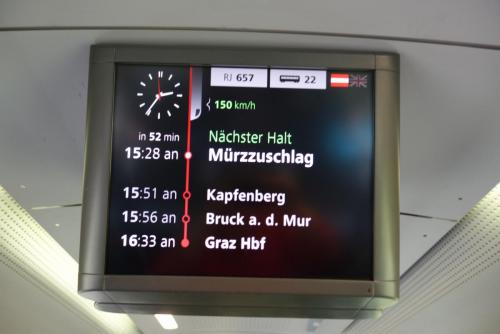 RJ 657
22
150 km/h
in 52 min
Nächster Halt
15:28 an Mürzzuschlag
15:51 an Kapfenberg
15:56 an Bruck a. d. Mur
16:33 an Graz Hbf